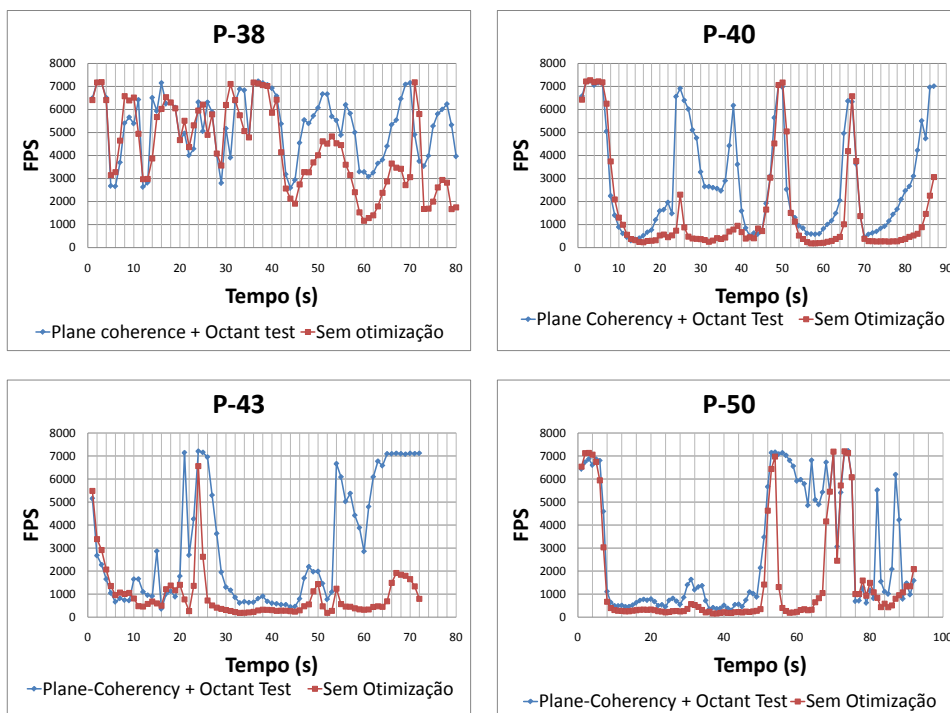 P-38
8000
7000
6000
5000
4000
3000
2000
1000
0
FPS
0 10 20 30 40 50 60 70 80
Tempo (s)
Plane coherence + Octant test Sem otimização
P-40
8000
7000
6000
5000
4000
3000
2000
1000
0
FPS
0 10 20 30 40 50 60 70 80 90
Tempo (s)
Plane Coherency + Octant Test Sem Otimização
P-43
8000
7000
6000
5000
4000
3000
2000
1000
0
FPS
0 10 20 30 40 50 60 70 80
Tempo (s)
Plane-Coherency + Octant Test Sem Otimização
P-50
8000
7000
6000
5000
4000
3000
2000
1000
0
FPS
0 20 40 60 80 100
Tempo (s)
Plane-Coherency + Octant Test Sem Otimização